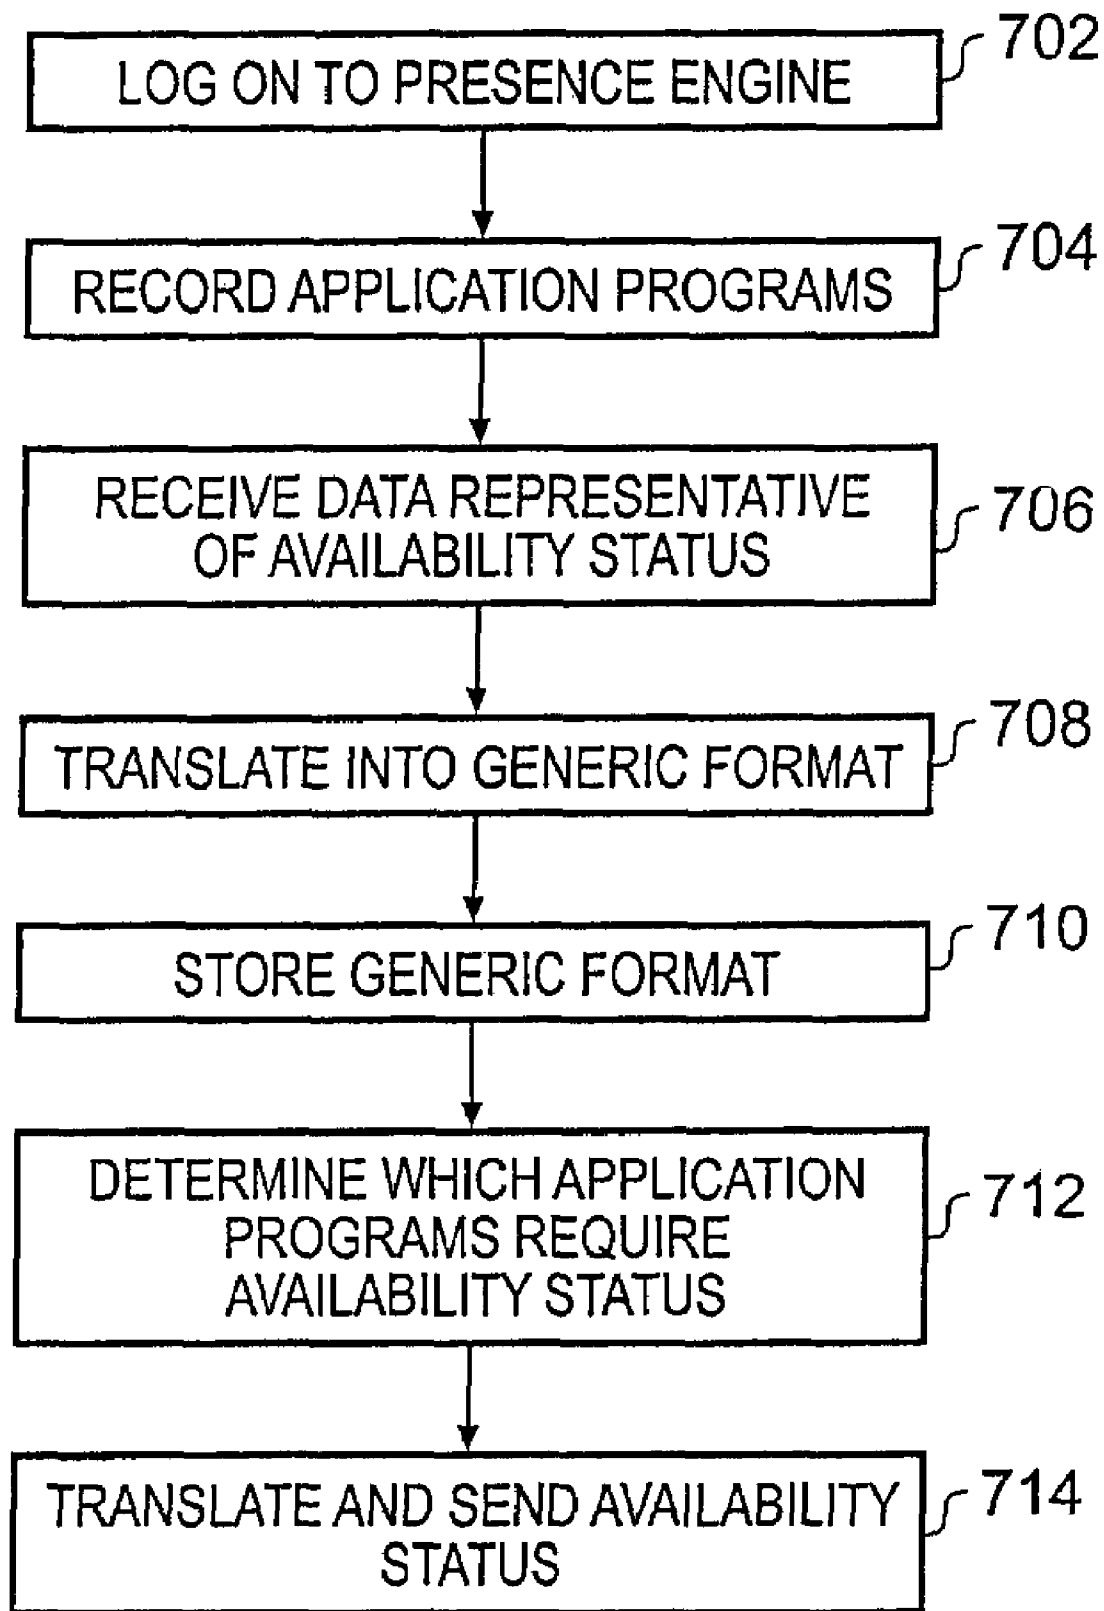 702
LOG ON TO PRESENCE ENGINE
704
RECORD APPLICATION PROGRAMS
706
RECEIVE DATA REPRESENTATIVE
OF AVAILABILITY STATUS
708
TRANSLATE INTO GENERIC FORMAT
710
STORE GENERIC FORMAT
712
DETERMINE WHICH APPLICATION
PROGRAMS REQUIRE
AVAILABILITY STATUS
714
TRANSLATE AND SEND AVAILABILITY
STATUS